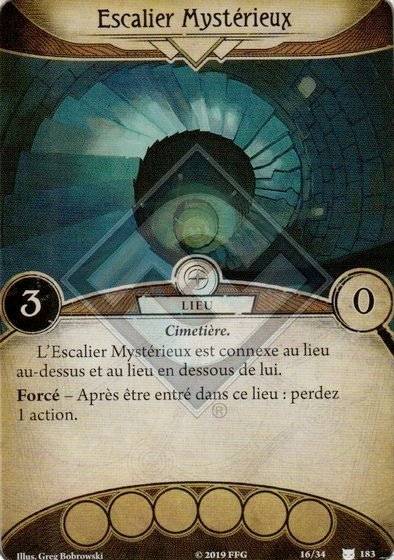 Escalier Mystérieux
3
LIEU
0
Cimetière.
L'Escalier Mystérieux est connexe au lieu
au-dessus et au lieu en dessous de lui.
Forcé – Après être entré dans ce lieu : perdez
1 action.
®
Illus. Greg Bobrowski © 2019 FFG 16/34 183